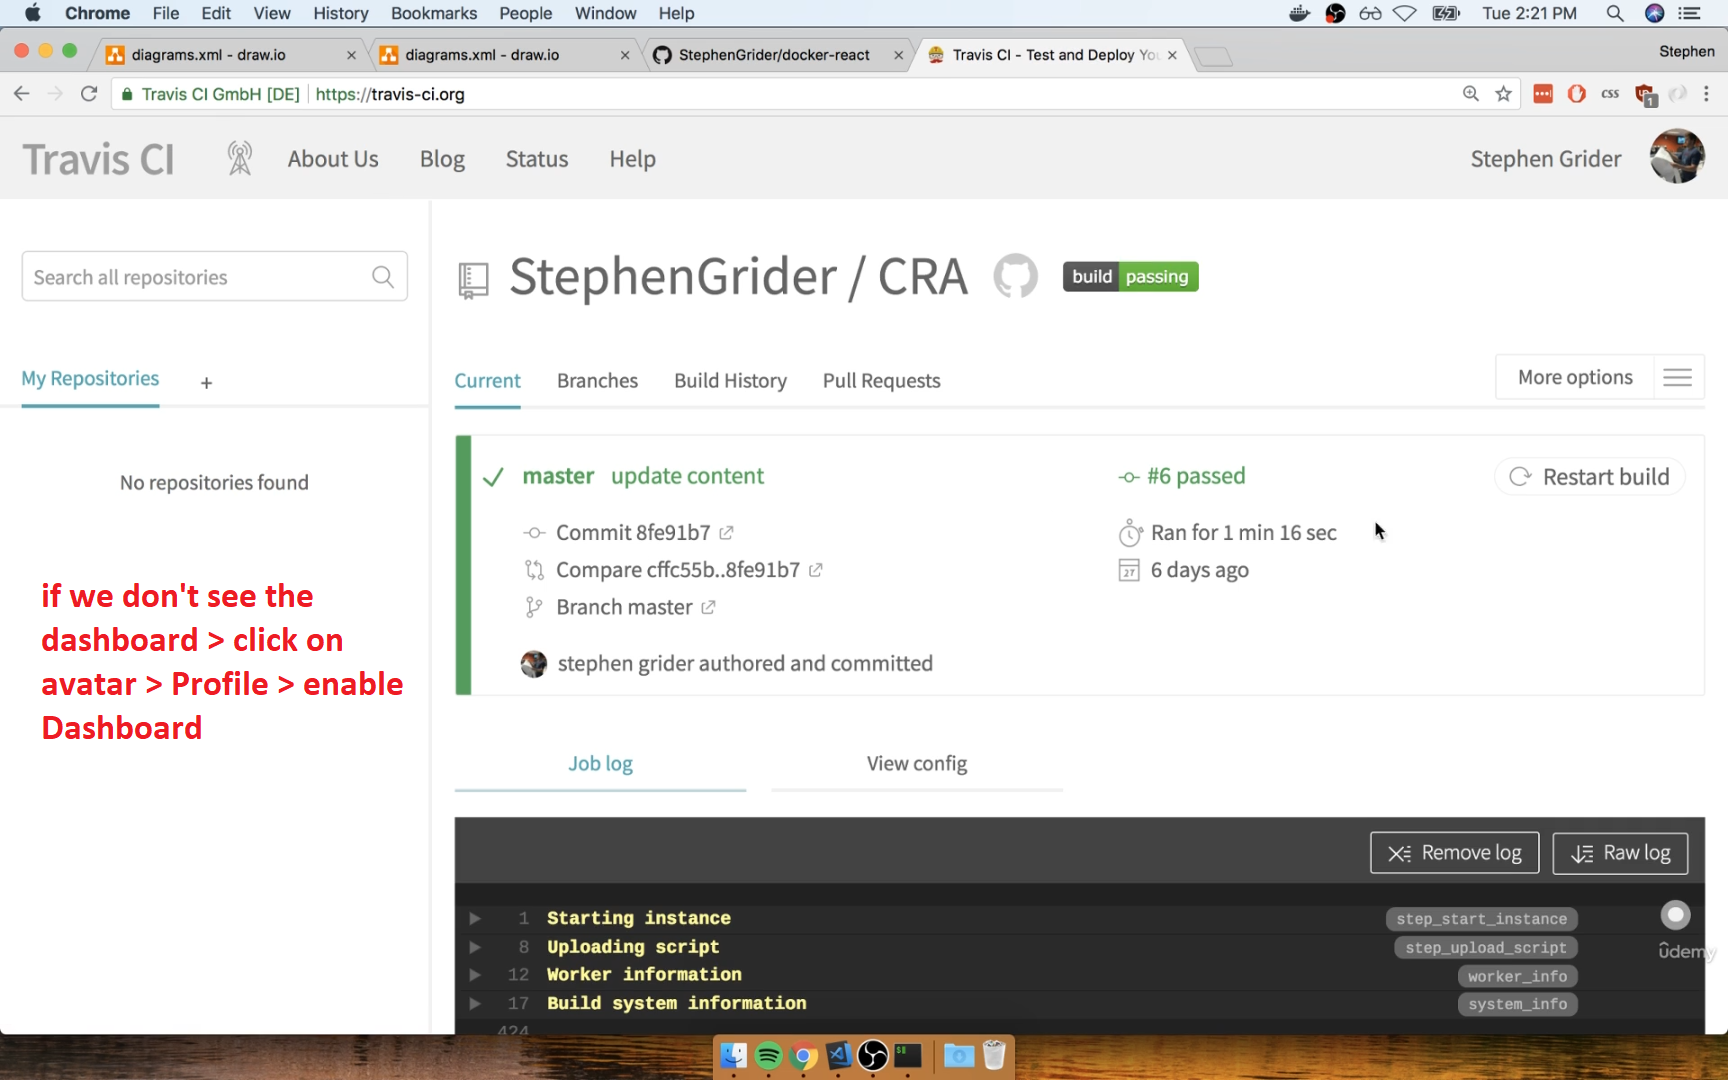 Chrome File Edit View History Bookmarks People Window Help Tue 2:21 PM
diagrams.xml - draw.io diagrams.xml - draw.io StephenGrider/docker-react Travis CI - Test and Deploy Stephen
Travis CI GmbH [DE] https://travis-ci.org CSS 1
Travis CI About Us Blog Status Help Stephen Grider
Search all repositories
StephenGrider / CRA build passing
My Repositories +
Current Branches Build History Pull Requests More options
No repositories found
master update content #6 passed Restart build
Commit 8fe91b7 Ran for 1 min 16 sec
Compare cffc55b..8fe91b7 27 6 days ago
Branch master
stephen grider authored and committed
if we don't see the
dashboard > click on
avatar > Profile > enable
Dashboard
Job log View config
Remove log Raw log
1 Starting instance step_start_instance
8 Uploading script step_upload_script
12 Worker information worker_info
17 Build system information system_info
424
ûdemy